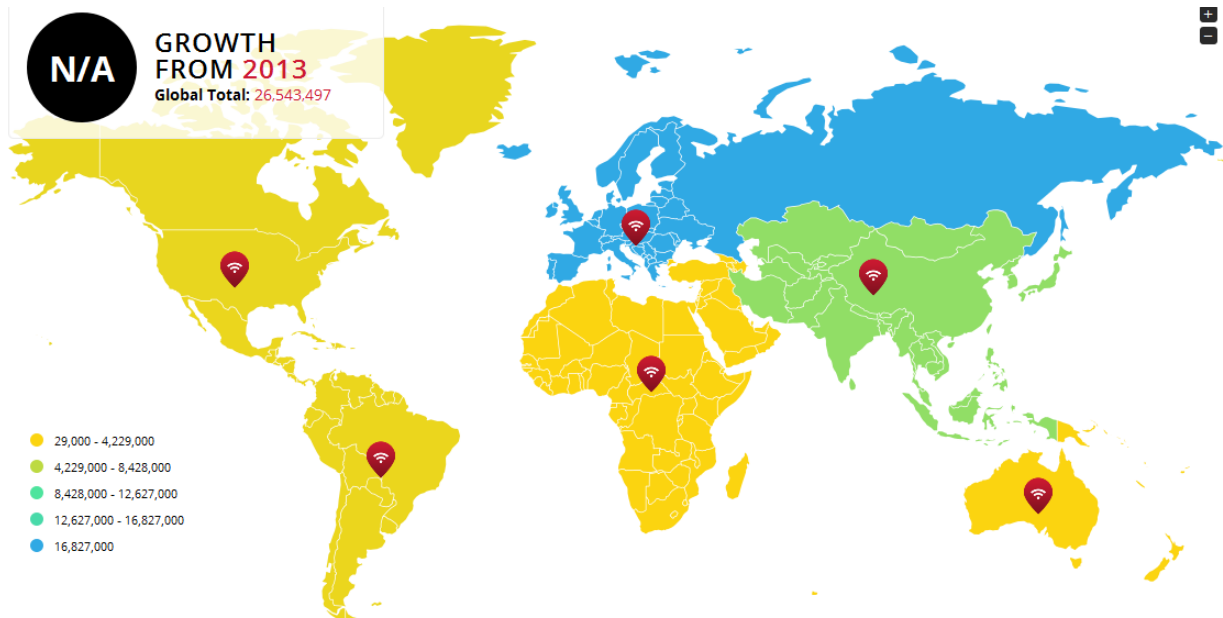 N/A
GROWTH
FROM 2013
Global Total: 26,543,497
+
−
29,000 - 4,229,000
4,229,000 - 8,428,000
8,428,000 - 12,627,000
12,627,000 - 16,827,000
16,827,000